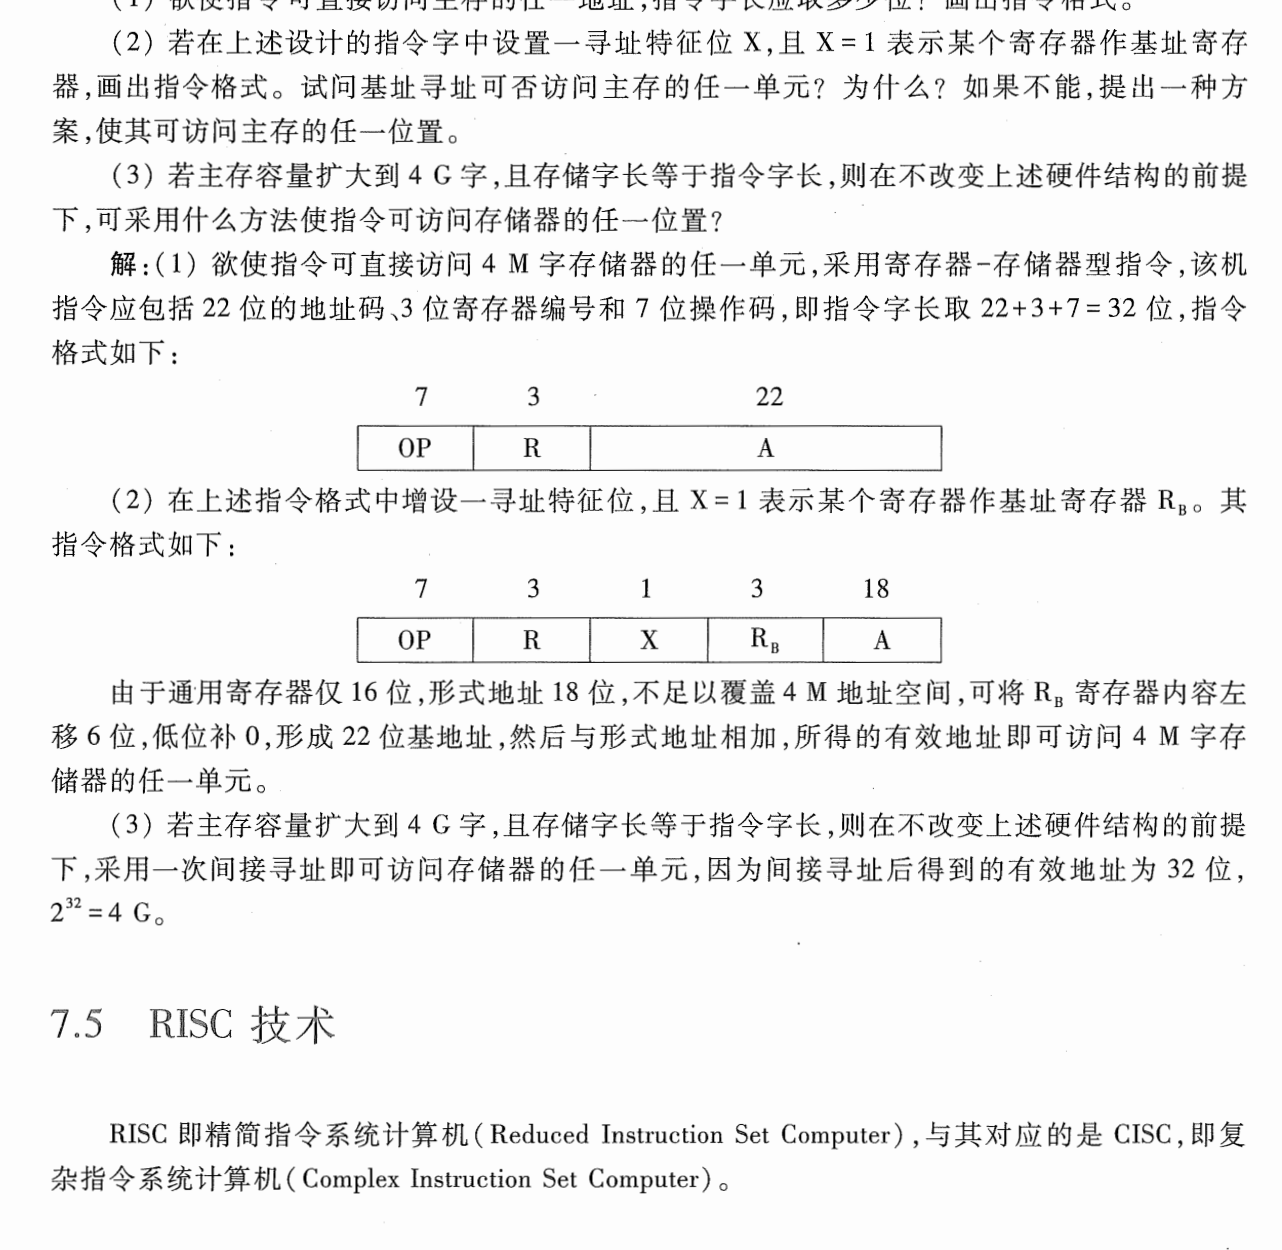 (1) 欲使指令可直接访问主存的任一地址,指令字长应取多少位? 画出指令格式。
(2) 若在上述设计的指令字中设置一寻址特征位 X,且 X=1 表示某个寄存器作基址寄存
器,画出指令格式。试问基址寻址可否访问主存的任一单元? 为什么? 如果不能,提出一种方
案,使其可访问主存的任一位置。
(3) 若主存容量扩大到 4 G 字,且存储字长等于指令字长,则在不改变上述硬件结构的前提
下,可采用什么方法使指令可访问存储器的任一位置?
解:(1) 欲使指令可直接访问 4 M 字存储器的任一单元,采用寄存器-存储器型指令,该机
指令应包括 22 位的地址码、3 位寄存器编号和 7 位操作码,即指令字长取 22+3+7=32 位,指令
格式如下:
7 3 22
OP R A
(2) 在上述指令格式中增设一寻址特征位,且 X=1 表示某个寄存器作基址寄存器 R_B。其
指令格式如下:
7 3 1 3 18
OP R X R_B A
由于通用寄存器仅 16 位,形式地址 18 位,不足以覆盖 4 M 地址空间,可将 R_B 寄存器内容左
移 6 位,低位补 0,形成 22 位基地址,然后与形式地址相加,所得的有效地址即可访问 4 M 字存
储器的任一单元。
(3) 若主存容量扩大到 4 G 字,且存储字长等于指令字长,则在不改变上述硬件结构的前提
下,采用一次间接寻址即可访问存储器的任一单元,因为间接寻址后得到的有效地址为 32 位,
2^32=4 G。
7.5 RISC 技术
RISC 即精简指令系统计算机(Reduced Instruction Set Computer),与其对应的是 CISC,即复
杂指令系统计算机(Complex Instruction Set Computer)。